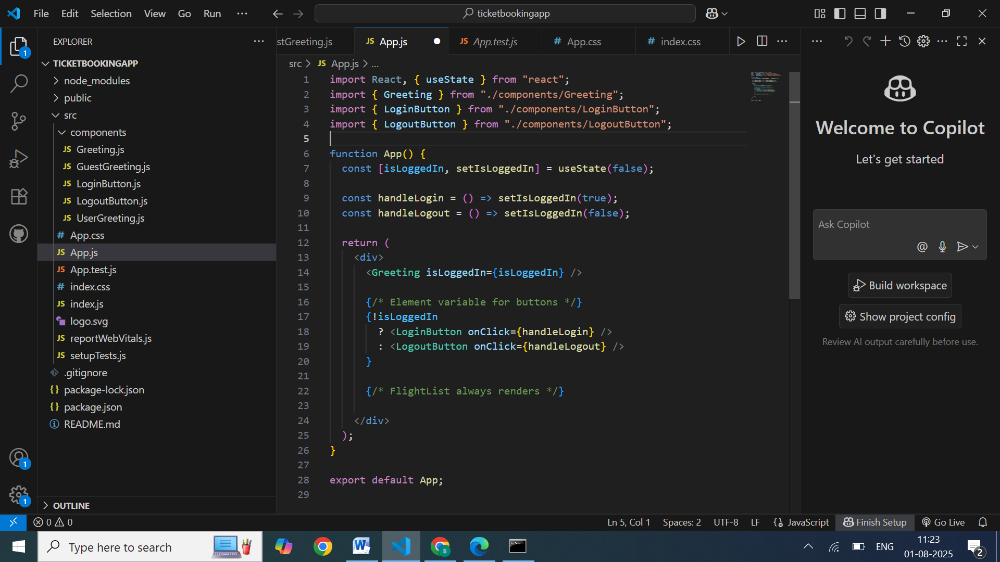 File Edit Selection View Go Run ticketbookingapp
EXPLORER
TICKETBOOKINGAPP
node_modules
public
src
components
JS Greeting.js
JS GuestGreeting.js
JS LoginButton.js
JS LogoutButton.js
JS UserGreeting.js
# App.css
JS App.js
JS App.test.js
# index.css
JS index.js
logo.svg
JS reportWebVitals.js
JS setupTests.js
.gitignore
{} package-lock.json
{} package.json
README.md
OUTLINE
1
1
1
stGreeting.js JS App.js JS App.test.js # App.css # index.css
src > JS App.js > ...
1 import React, { useState } from "react";
2 import { Greeting } from "./components/Greeting";
3 import { LoginButton } from "./components/LoginButton";
4 import { LogoutButton } from "./components/LogoutButton";
5
6 function App() {
7 const [isLoggedIn, setIsLoggedIn] = useState(false);
8
9 const handleLogin = () => setIsLoggedIn(true);
10 const handleLogout = () => setIsLoggedIn(false);
11
12 return (
13 <div>
14 <Greeting isLoggedIn={isLoggedIn} />
15
16 {/* Element variable for buttons */}
17 {!isLoggedIn
18 ? <LoginButton onClick={handleLogin} />
19 : <LogoutButton onClick={handleLogout} />
20 }
21
22 {/* FlightList always renders */}
23
24 </div>
25 );
26 }
27
28 export default App;
29
Welcome to Copilot
Let's get started
Ask Copilot
Build workspace
Show project config
Review AI output carefully before use.
0 0 Ln 5, Col 1 Spaces: 2 UTF-8 LF {} JavaScript Finish Setup Go Live
Type here to search
ENG
11:23
01-08-2025
2